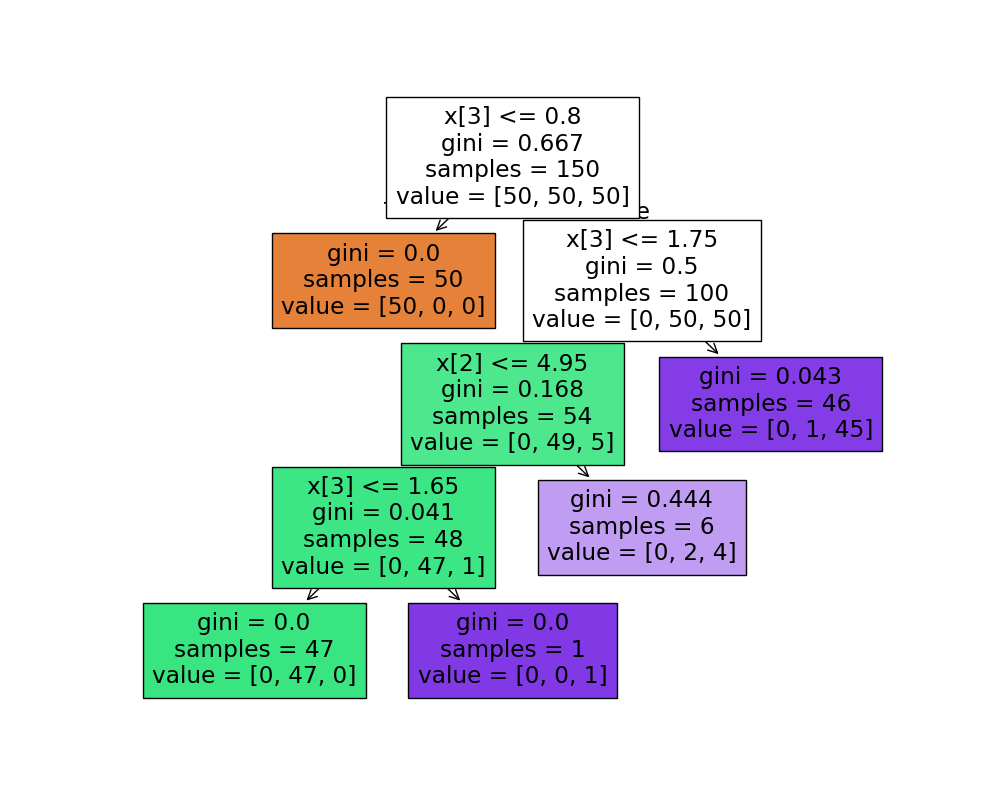 x[3] <= 0.8
gini = 0.667
samples = 150
value = [50, 50, 50]
gini = 0.0
samples = 50
value = [50, 0, 0]
x[3] <= 1.75
gini = 0.5
samples = 100
value = [0, 50, 50]
x[2] <= 4.95
gini = 0.168
samples = 54
value = [0, 49, 5]
gini = 0.043
samples = 46
value = [0, 1, 45]
x[3] <= 1.65
gini = 0.041
samples = 48
value = [0, 47, 1]
gini = 0.444
samples = 6
value = [0, 2, 4]
gini = 0.0
samples = 47
value = [0, 47, 0]
gini = 0.0
samples = 1
value = [0, 0, 1]